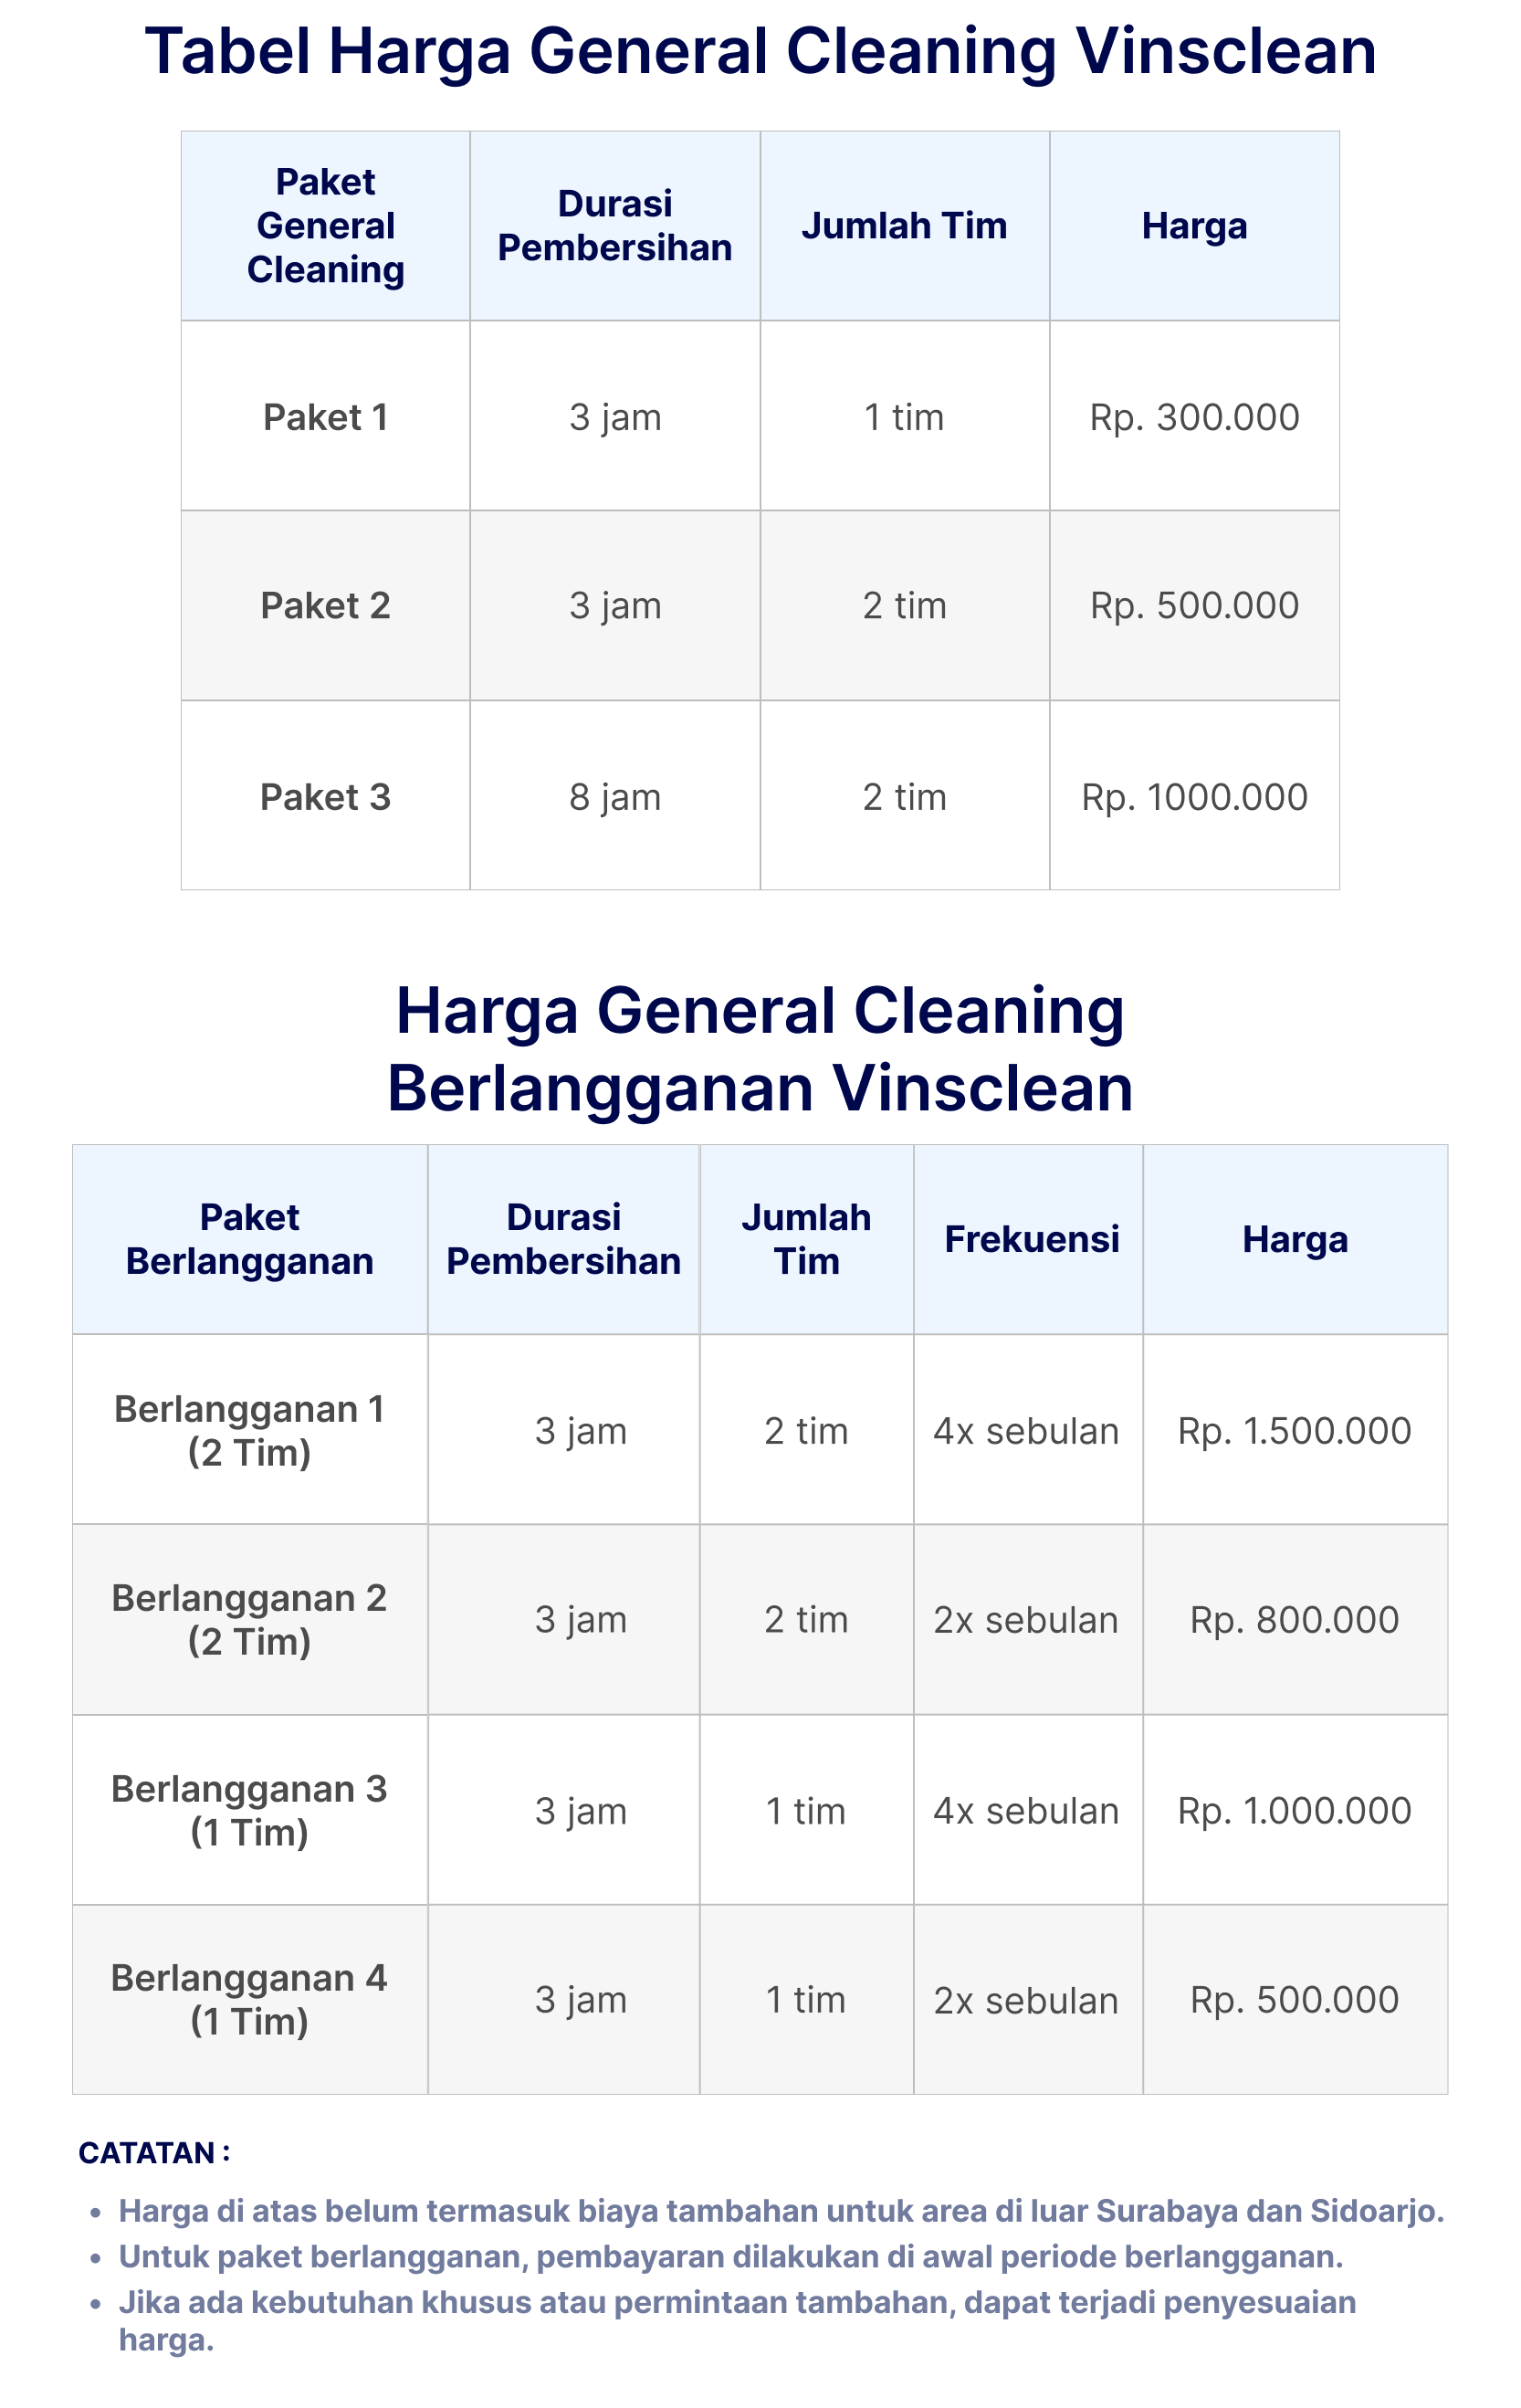 Tabel Harga General Cleaning Vinsclean
Paket
General
Cleaning
Durasi
Pembersihan
Jumlah Tim
Harga
Paket 1
3 jam
1 tim
Rp. 300.000
Paket 2
3 jam
2 tim
Rp. 500.000
Paket 3
8 jam
2 tim
Rp. 1000.000
Harga General Cleaning
Berlangganan Vinsclean
Paket
Berlangganan
Durasi
Pembersihan
Jumlah
Tim
Frekuensi
Harga
Berlangganan 1
(2 Tim)
3 jam
2 tim
4x sebulan
Rp. 1.500.000
Berlangganan 2
(2 Tim)
3 jam
2 tim
2x sebulan
Rp. 800.000
Berlangganan 3
(1 Tim)
3 jam
1 tim
4x sebulan
Rp. 1.000.000
Berlangganan 4
(1 Tim)
3 jam
1 tim
2x sebulan
Rp. 500.000
CATATAN :
• Harga di atas belum termasuk biaya tambahan untuk area di luar Surabaya dan Sidoarjo.
• Untuk paket berlangganan, pembayaran dilakukan di awal periode berlangganan.
• Jika ada kebutuhan khusus atau permintaan tambahan, dapat terjadi penyesuaian
harga.